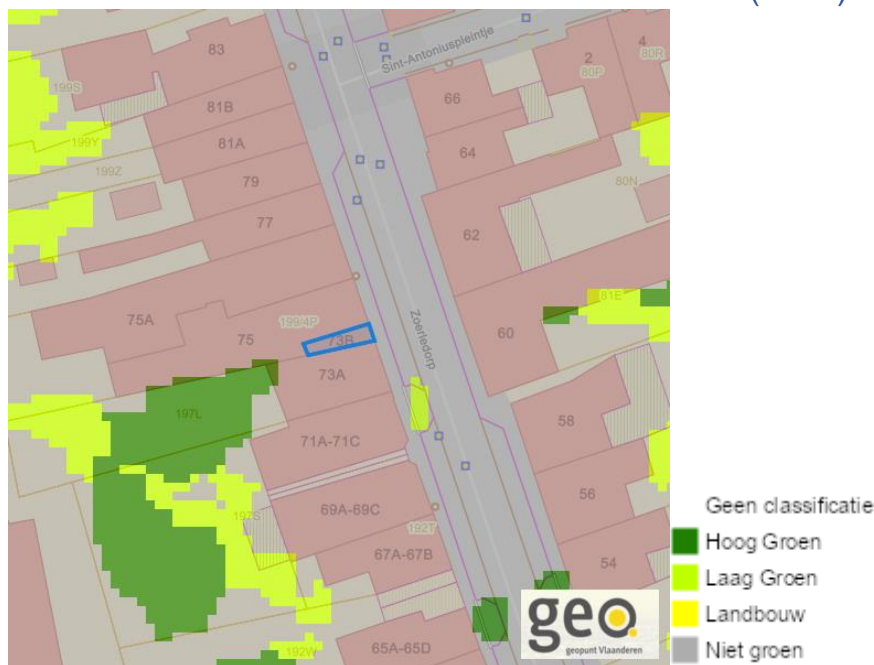 83
Sint-Antoniuspleintje
2
4
80P
80R
199S
66
81B
64
199Y
81A
199Z
79
80N
77
62
81E
75A
199/4P
Zoerledorp
75
73B
60
73A
197L
58
71A-71C
56
69A-69C
197S
192T
67A-67B
54
geo.
geopunt Vlaanderen
192W
65A-65D
Geen classificatie
Hoog Groen
Laag Groen
Landbouw
Niet groen